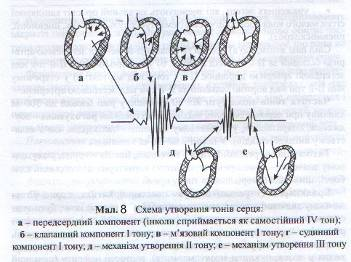 а б в г
д е
Мал. 8 Схема утворення тонів серця:
а – передсердний компонент (інколи сприймається як самостійний IV тон);
б – клапанний компонент I тону; в – м'язовий компонент I тону; г – судинний
компонент I тону; д – механізм утворення II тону; е – механізм утворення III тону